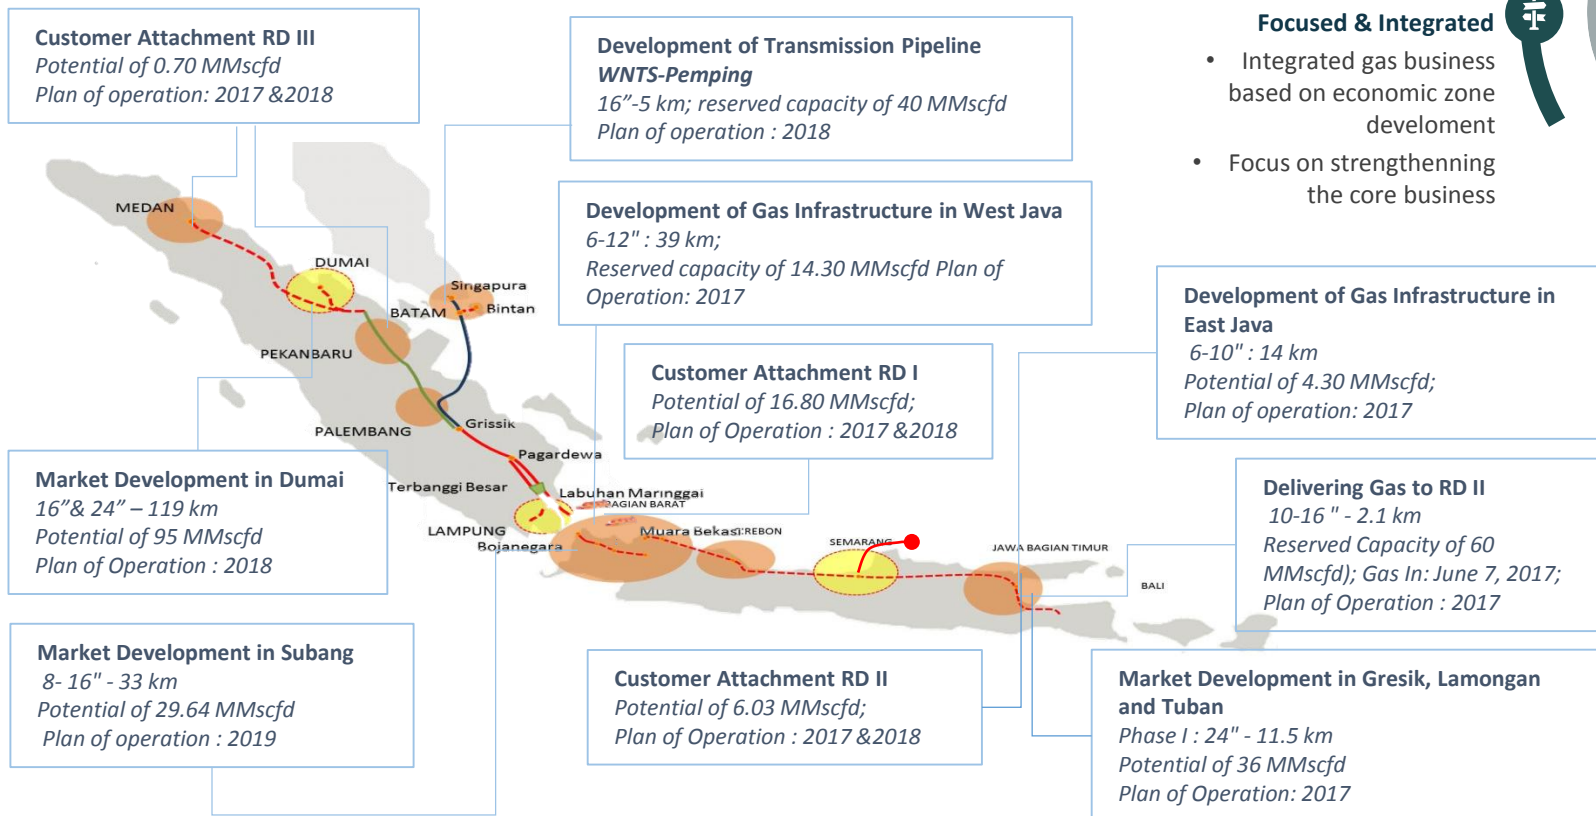 Customer Attachment RD III
Potential of 0.70 MMscfd
Plan of operation: 2017 &2018
Development of Transmission Pipeline
WNTS-Pemping
16”-5 km; reserved capacity of 40 MMscfd
Plan of operation : 2018
Focused & Integrated
• Integrated gas business
based on economic zone
develoment
• Focus on strengthenning
the core business
Development of Gas Infrastructure in West Java
6-12" : 39 km;
Reserved capacity of 14.30 MMscfd Plan of
Operation: 2017
Development of Gas Infrastructure in
East Java
6-10" : 14 km
Potential of 4.30 MMscfd;
Plan of operation: 2017
Customer Attachment RD I
Potential of 16.80 MMscfd;
Plan of Operation : 2017 &2018
MEDAN
DUMAI
Singapura
BATAM
Bintan
PEKANBARU
PALEMBANG
Grissik
Pagardewa
Terbanggi Besar
Labuhan Maringgai
BAGIAN BARAT
LAMPUNG
Bojanegara
Muara Bekasi
REBON
SEMARANG
JAWA BAGIAN TIMUR
BALI
Market Development in Dumai
16”& 24” – 119 km
Potential of 95 MMscfd
Plan of Operation : 2018
Delivering Gas to RD II
10-16 " - 2.1 km
Reserved Capacity of 60
MMscfd); Gas In: June 7, 2017;
Plan of Operation : 2017
Market Development in Subang
8- 16" - 33 km
Potential of 29.64 MMscfd
Plan of operation : 2019
Customer Attachment RD II
Potential of 6.03 MMscfd;
Plan of Operation : 2017 &2018
Market Development in Gresik, Lamongan
and Tuban
Phase I : 24" - 11.5 km
Potential of 36 MMscfd
Plan of Operation: 2017